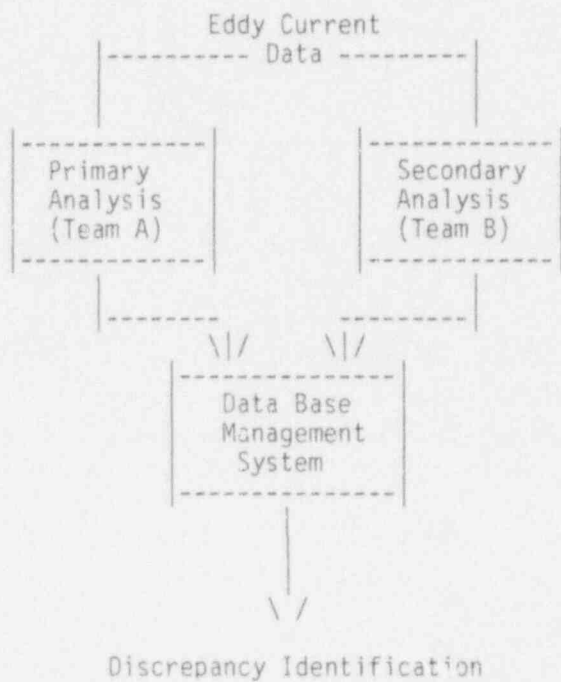 Eddy Current
Data
Primary
Analysis
(Team A)
Secondary
Analysis
(Team B)
Data Base
Management
System
Discrepancy Identification